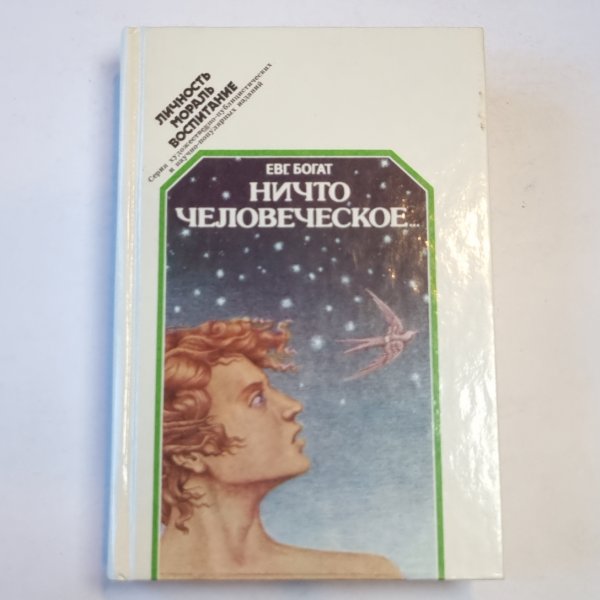 ЛИЧНОСТЬ
МОРАЛЬ
ВОСПИТАНИЕ
Серия художественно-публицистических
и научно-популярных изданий
ЕВГ. БОГАТ
НИЧТО
ЧЕЛОВЕЧЕСКОЕ...